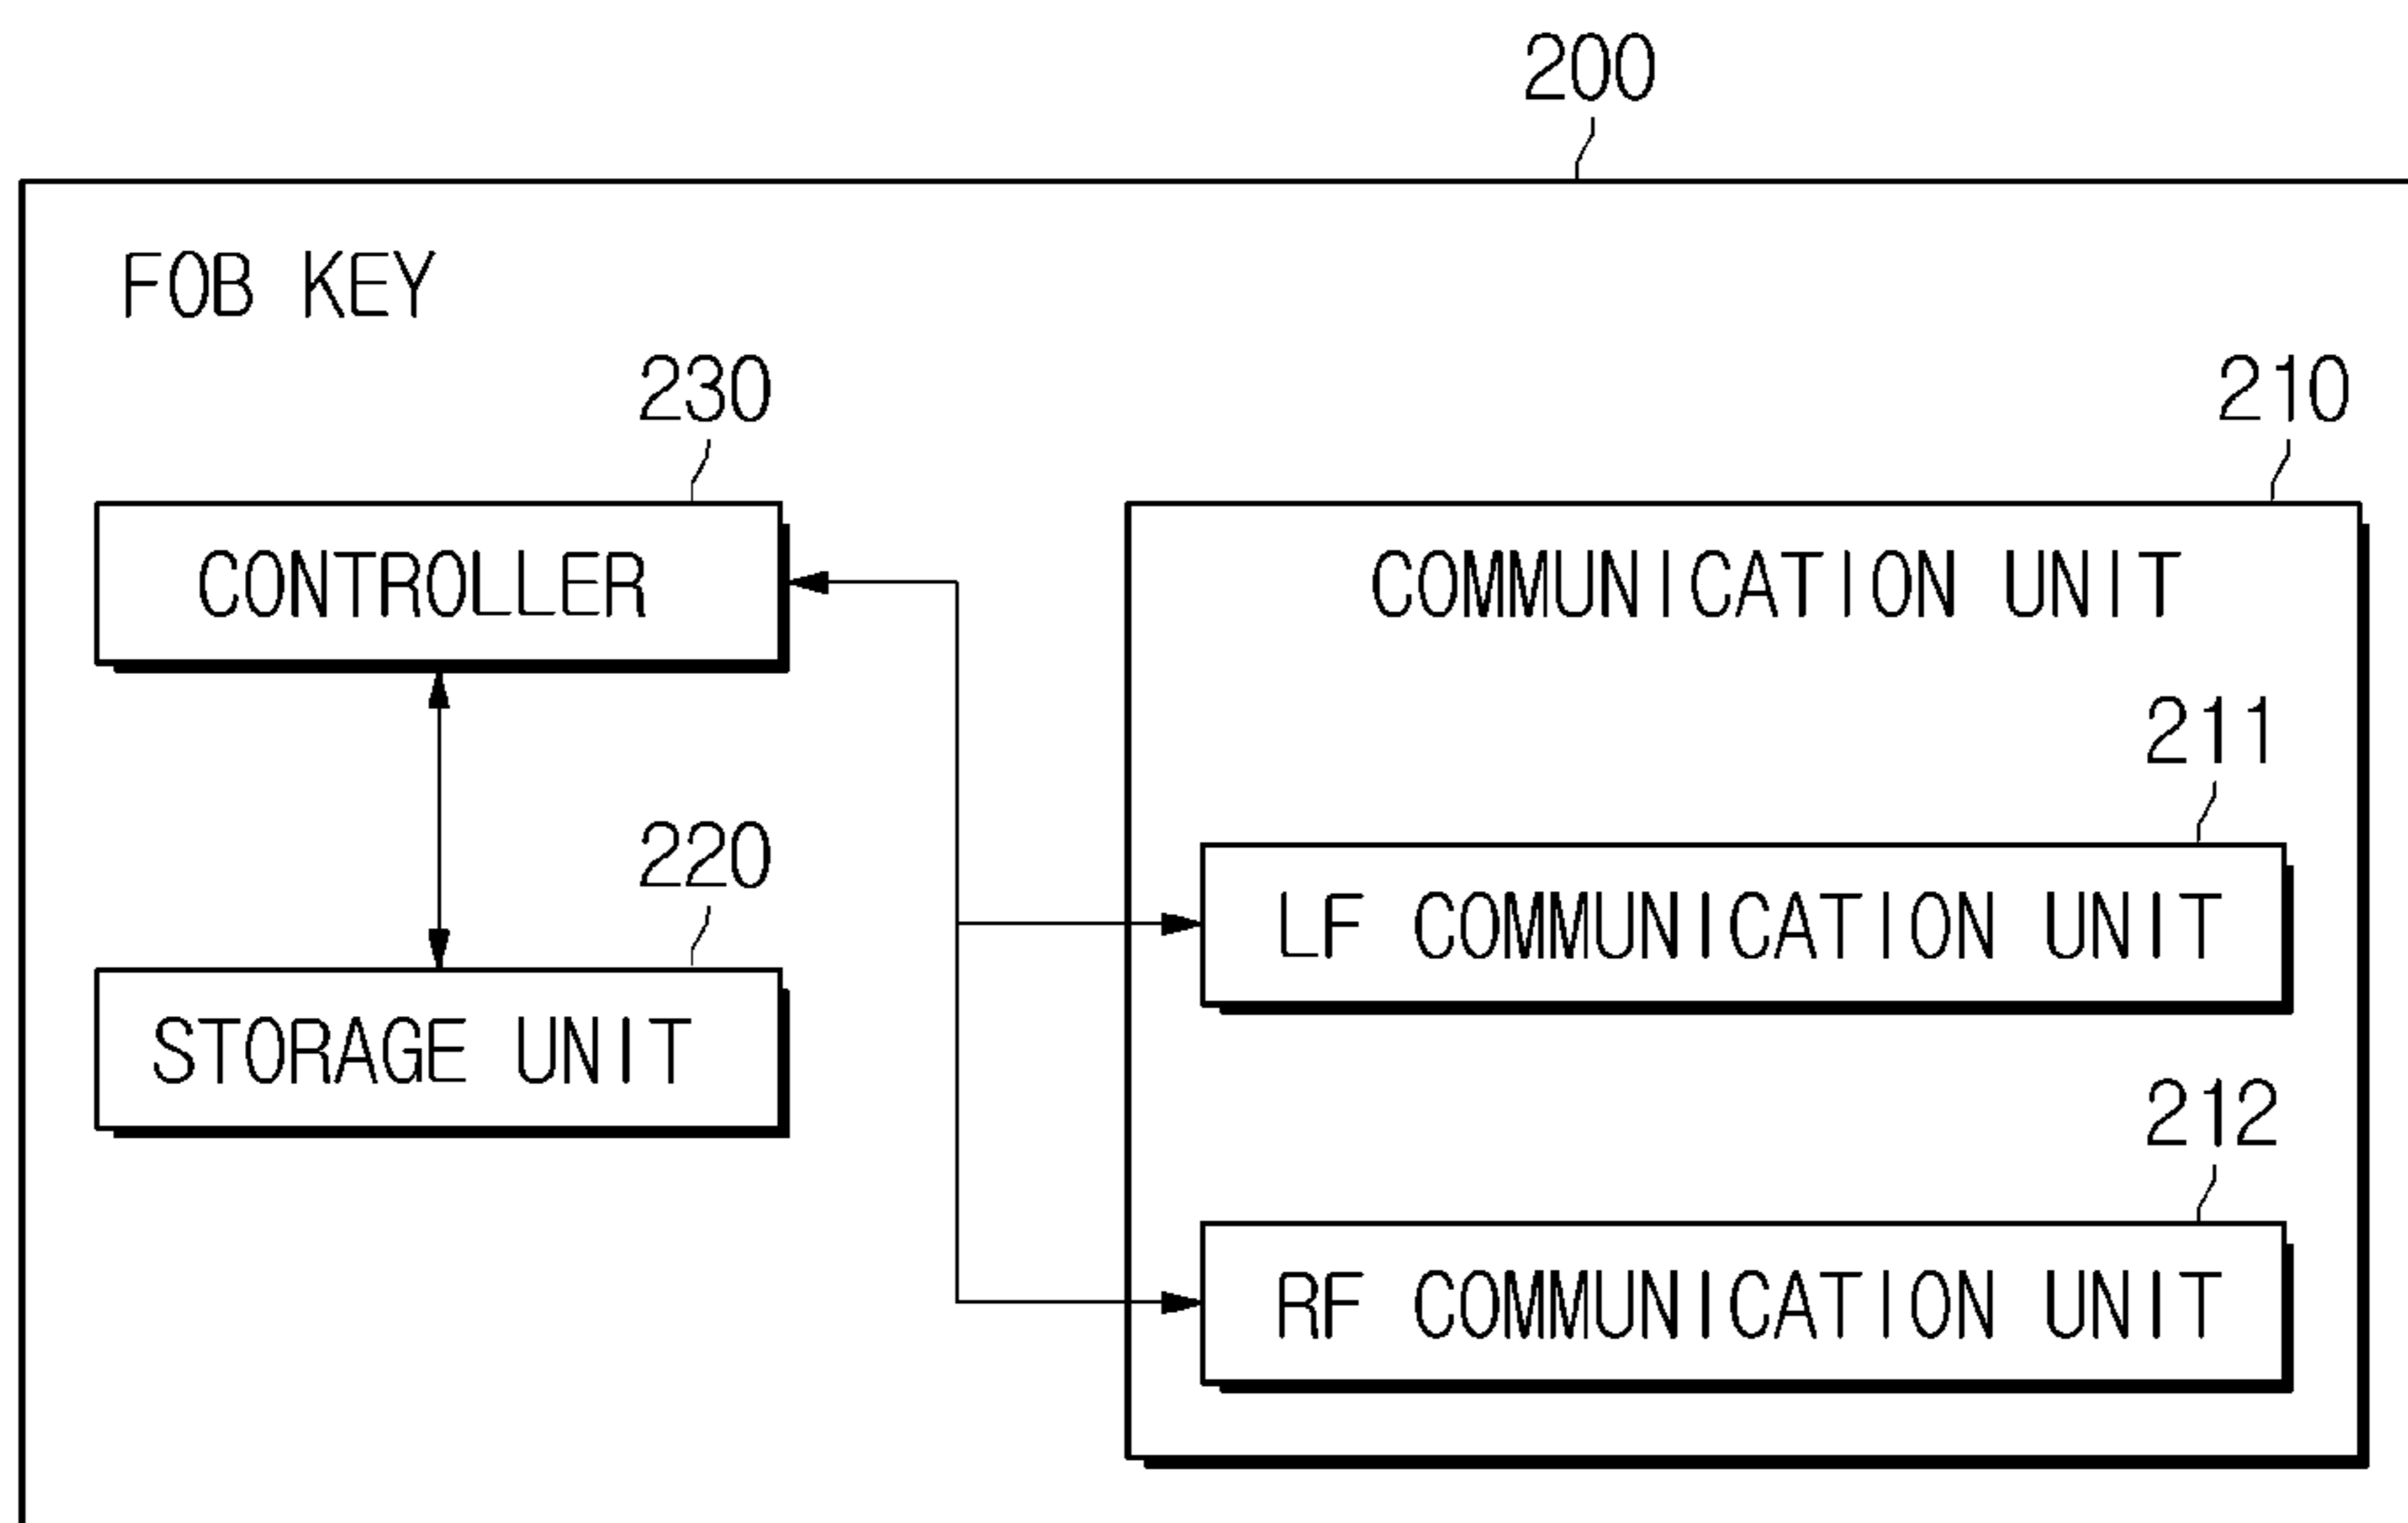 200
FOB KEY
230
210
CONTROLLER
COMMUNICATION UNIT
211
220
LF COMMUNICATION UNIT
STORAGE UNIT
212
RF COMMUNICATION UNIT